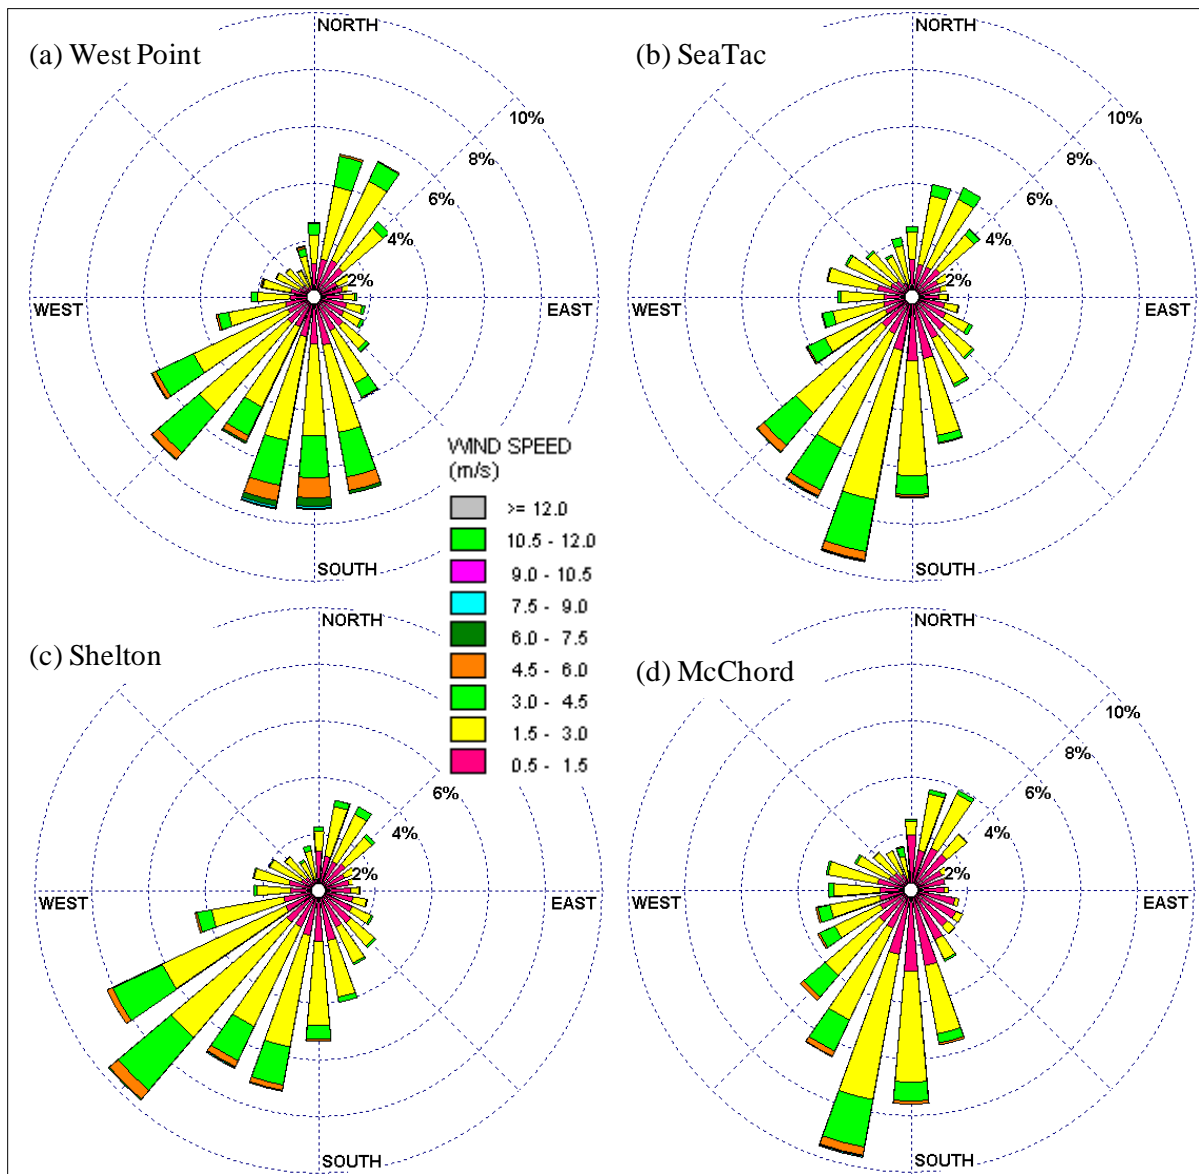 (a) West Point
NORTH
10%
8%
6%
4%
2%
WEST
EAST
SOUTH
(b) SeaTac
NORTH
10%
8%
6%
4%
2%
WEST
EAST
SOUTH
WIND SPEED
(m/s)
>= 12.0
10.5 - 12.0
9.0 - 10.5
7.5 - 9.0
6.0 - 7.5
4.5 - 6.0
3.0 - 4.5
1.5 - 3.0
0.5 - 1.5
(c) Shelton
NORTH
6%
4%
2%
WEST
EAST
SOUTH
(d) McChord
NORTH
10%
8%
6%
4%
2%
WEST
EAST
SOUTH